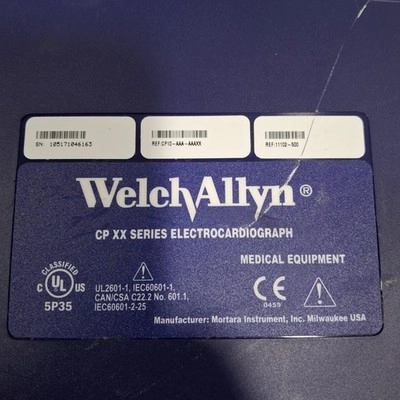 SN: 105171046163
REF:CP1O-AAA-AAAXX
REF:11102-500
WelchAllyn®
CP XX SERIES ELECTROCARDIOGRAPH
MEDICAL EQUIPMENT
CLASSIFIED
C UL® US
5P35
UL2601-1, IEC60601-1,
CAN/CSA C22.2 No. 601.1,
IEC60601-2-25
CE
0459
!
Manufacturer: Mortara Instrument, Inc. Milwaukee USA